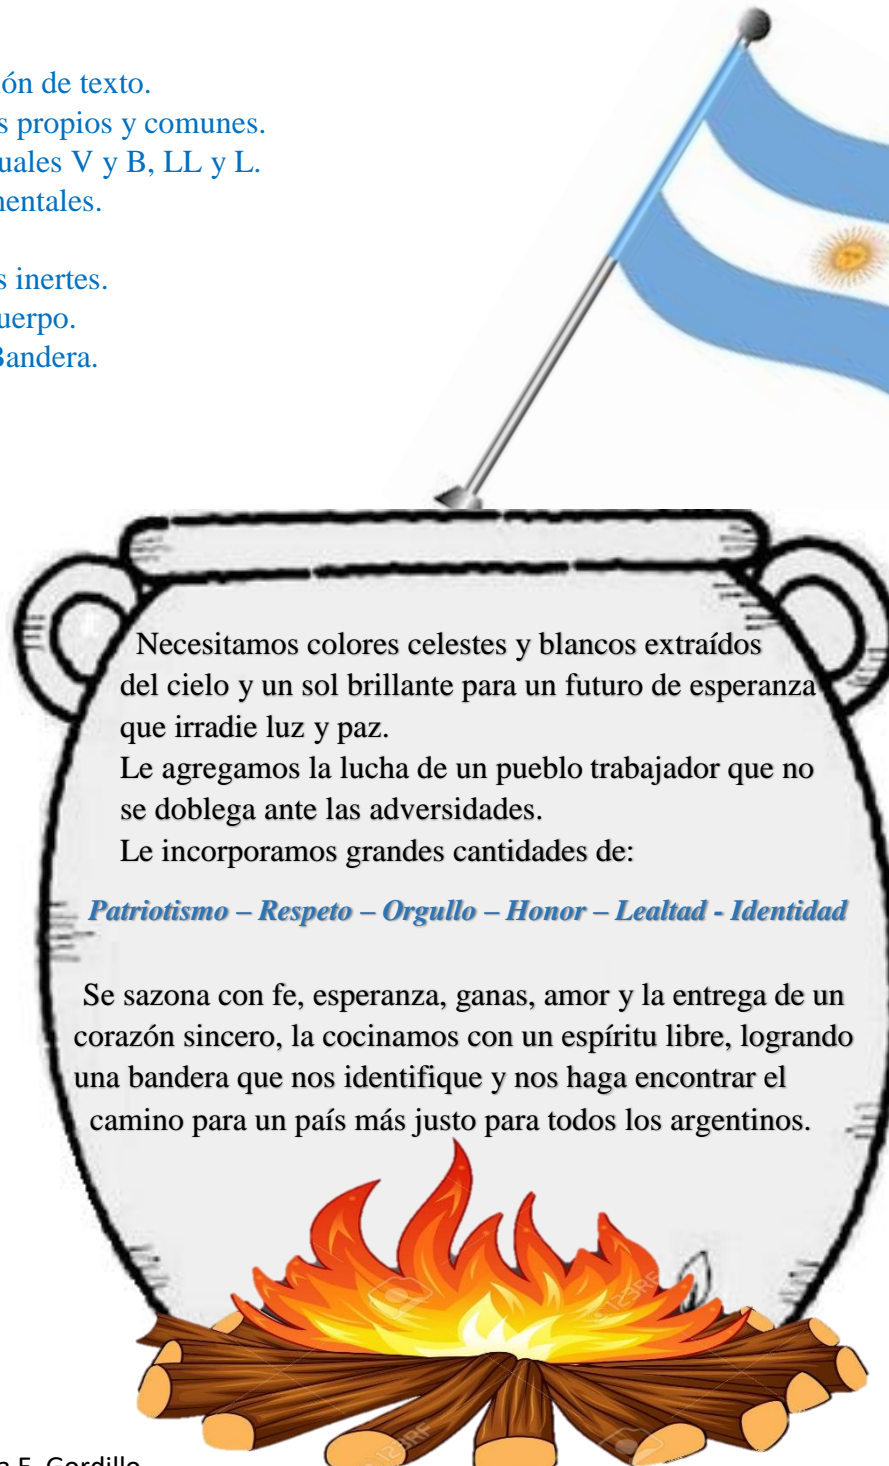 ón de texto.
s propios y comunes.
uales V y B, LL y L.
mentales.
s inertes.
uerpo.
Bandera.
Necesitamos colores celestes y blancos extraídos
del cielo y un sol brillante para un futuro de esperanza
que irradie luz y paz.
Le agregamos la lucha de un pueblo trabajador que no
se doblega ante las adversidades.
Le incorporamos grandes cantidades de:
Patriotismo – Respeto – Orgullo – Honor – Lealtad - Identidad
Se sazona con fe, esperanza, ganas, amor y la entrega de un
corazón sincero, la cocinamos con un espíritu libre, logrando
una bandera que nos identifique y nos haga encontrar el
camino para un país más justo para todos los argentinos.
123RF
123RF
a F. Gordillo